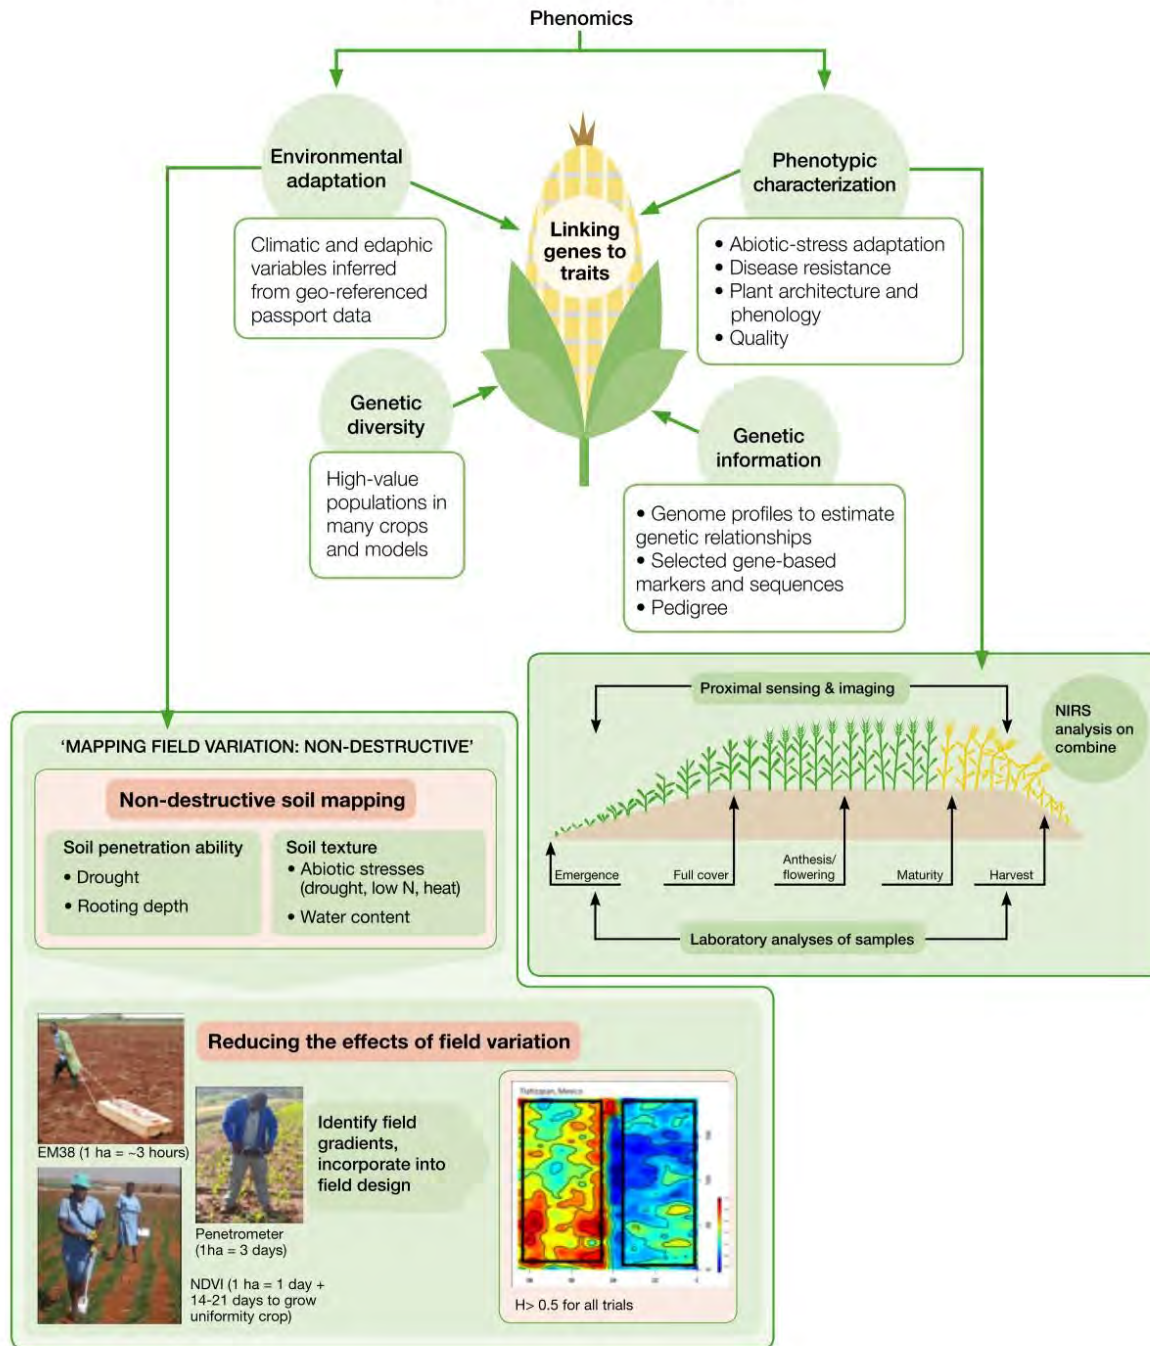 Phenomics
Environmental
adaptation
Climatic and edaphic
variables inferred
from geo-referenced
passport data
Linking
genes to
traits
Phenotypic
characterization
• Abiotic-stress adaptation
• Disease resistance
• Plant architecture and
phenology
• Quality
Genetic
diversity
High-value
populations in
many crops
and models
Genetic
information
• Genome profiles to estimate
genetic relationships
• Selected gene-based
markers and sequences
• Pedigree
Proximal sensing & imaging
NIRS
analysis on
combine
Emergence
Full cover
Anthesis/
flowering
Maturity
Harvest
Laboratory analyses of samples
'MAPPING FIELD VARIATION: NON-DESTRUCTIVE'
Non-destructive soil mapping
Soil penetration ability
• Drought
• Rooting depth
Soil texture
• Abiotic stresses
(drought, low N, heat)
• Water content
Reducing the effects of field variation
EM38 (1 ha = ~3 hours)
Penetrometer
(1ha = 3 days)
NDVI (1 ha = 1 day +
14-21 days to grow
uniformity crop)
Identify field
gradients,
incorporate into
field design
Mexico
H> 0.5 for all trials